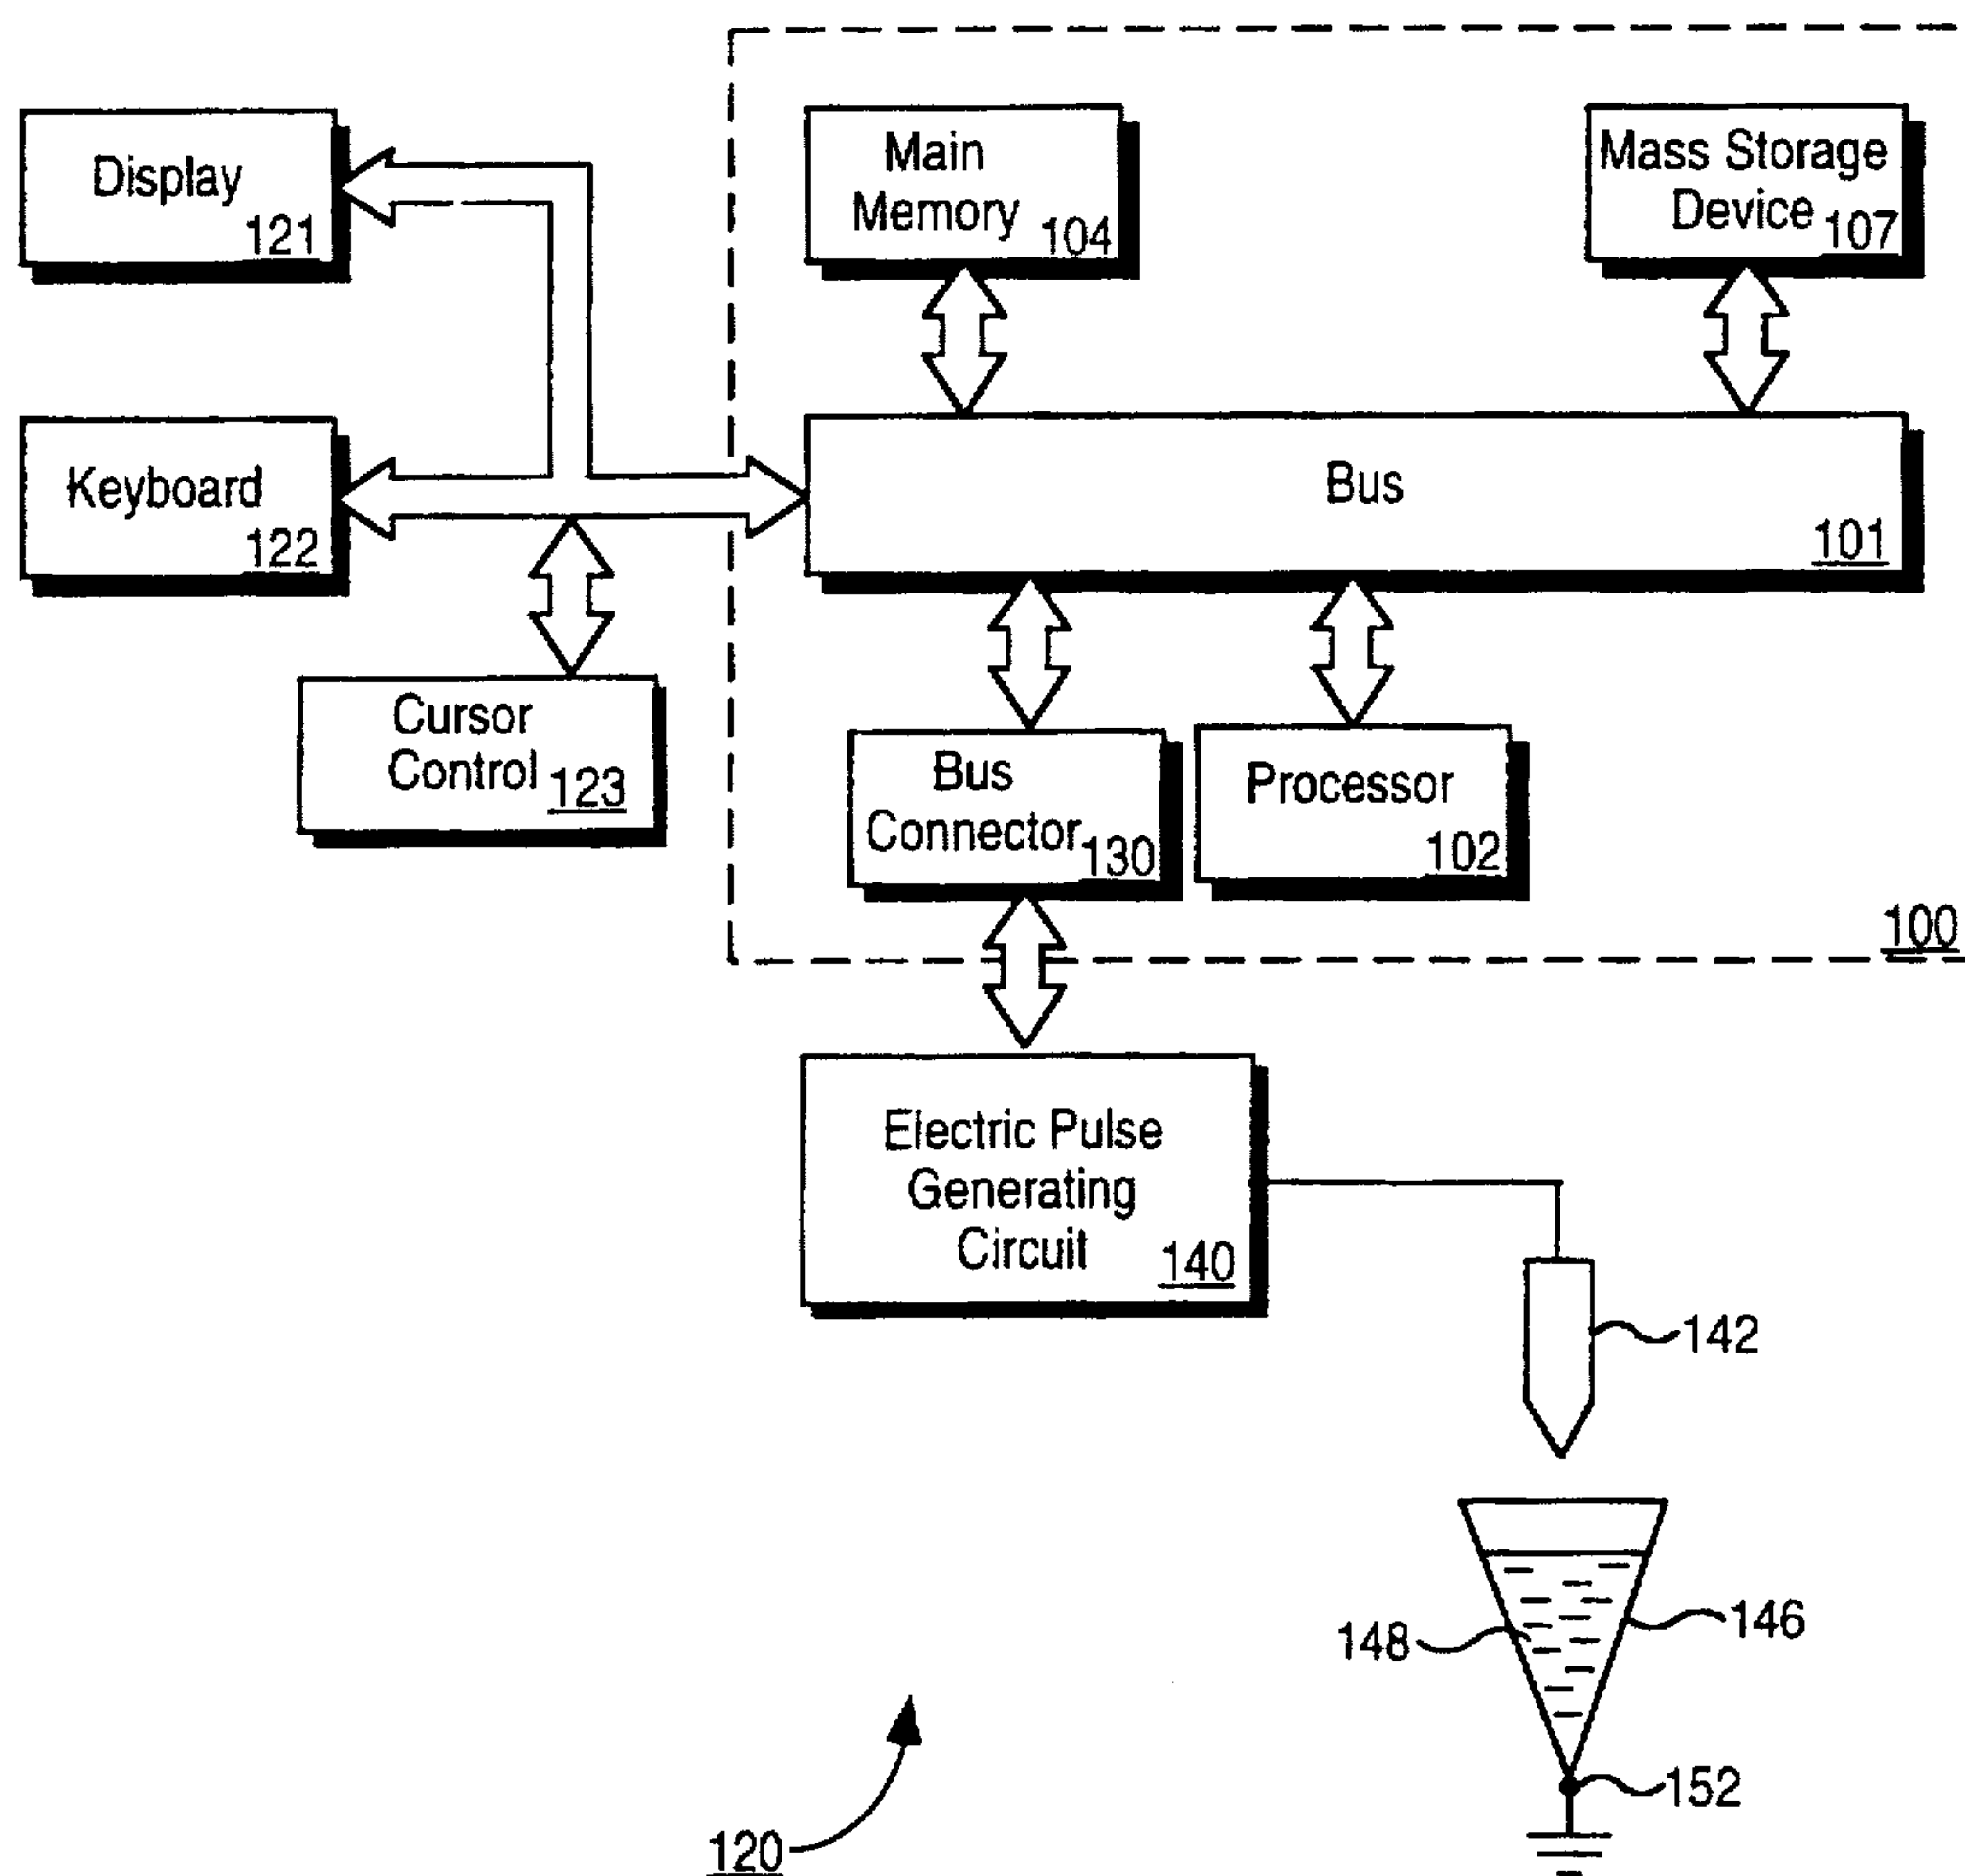 Display
121
Main
Memory 104
Mass Storage
Device 107
Keyboard
122
Bus
101
Cursor
Control 123
Bus
Connector 130
Processor
102
100
Electric Pulse
Generating
Circuit 140
142
148
146
152
120